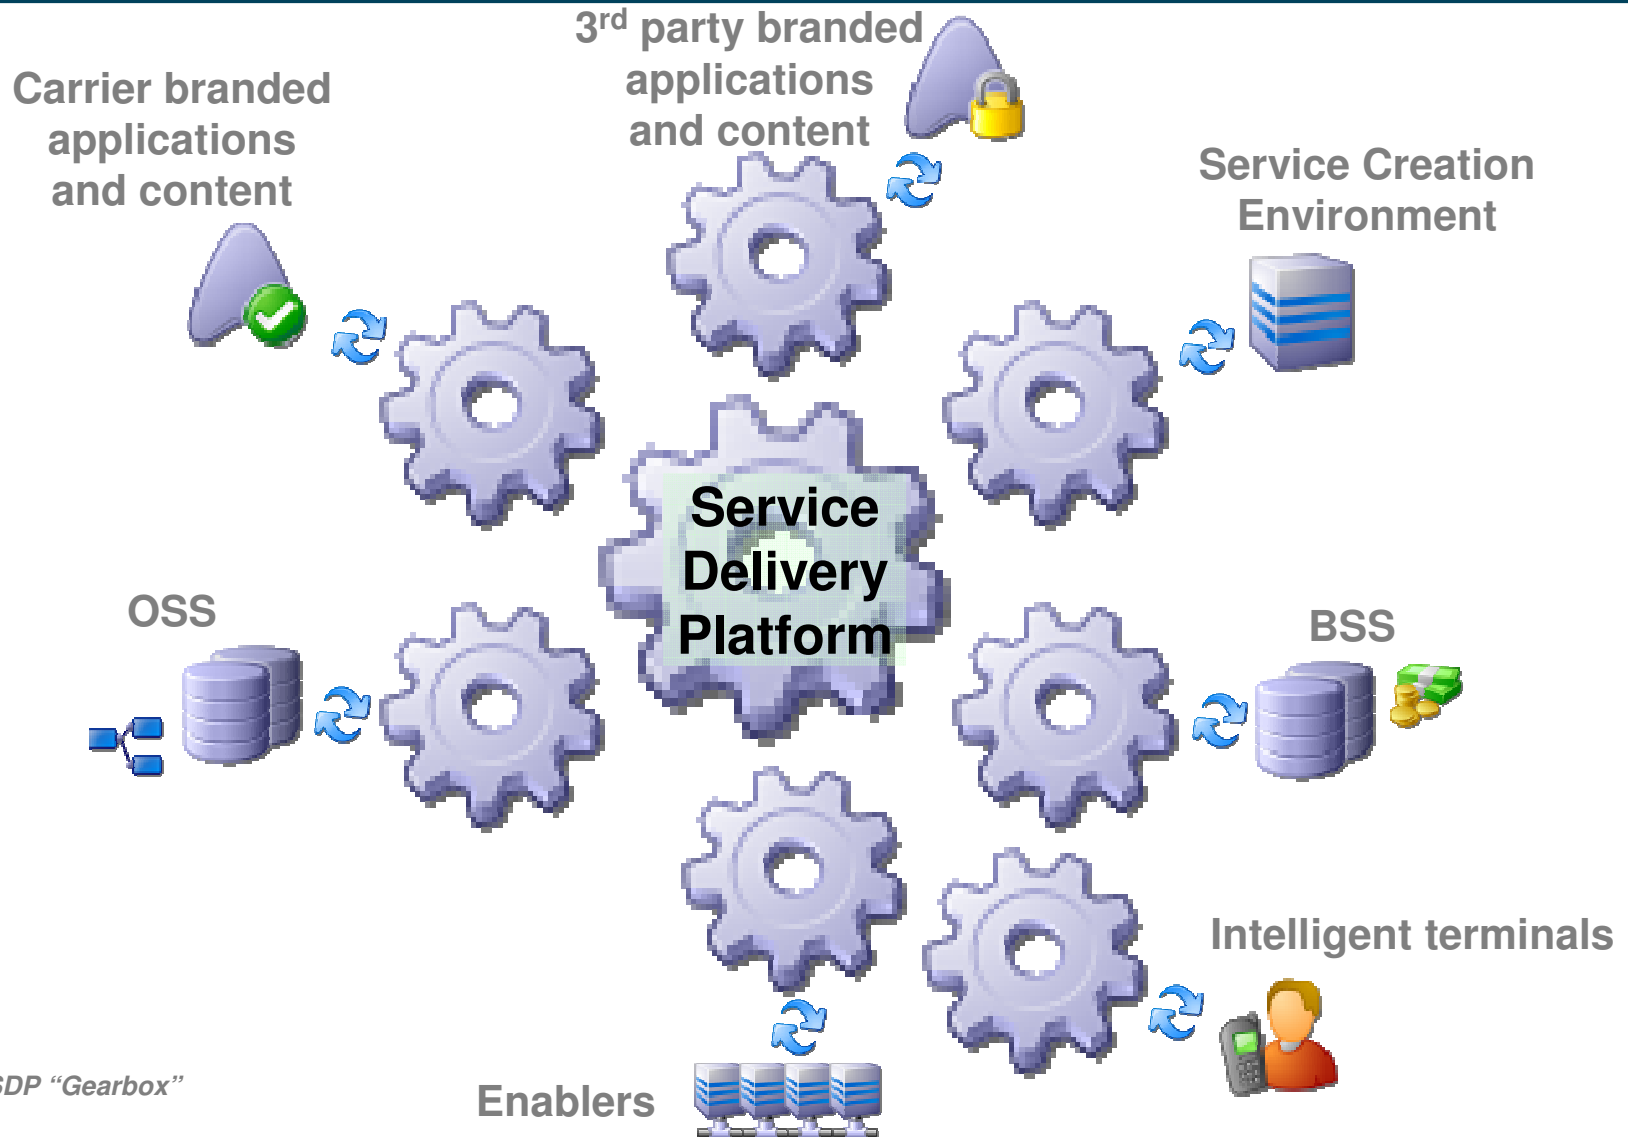 3rd party branded
applications
and content
Carrier branded
applications
and content
Service Creation
Environment
Service
Delivery
Platform
OSS
BSS
Intelligent terminals
SDP “Gearbox”
Enablers